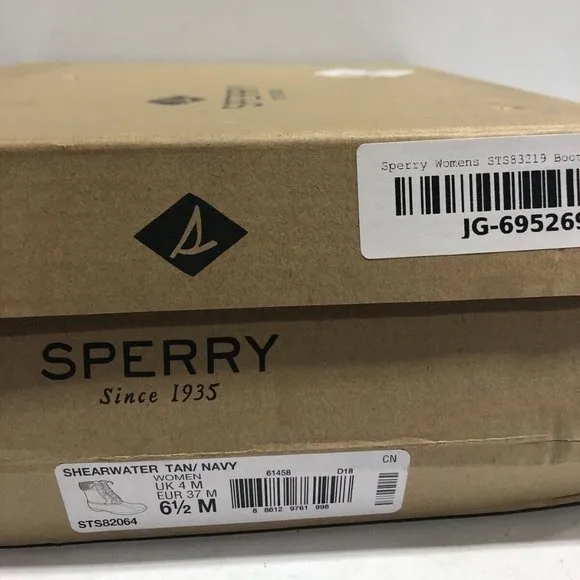 SPERRY
Sperry Womens STS83219 Boot
JG-695269
SPERRY
Since 1935
SHEARWATER TAN/ NAVY
WOMEN
UK 4 M
EUR 37 M
6½ M
STS82064
61458 D18
8 8612 9761 998
CN